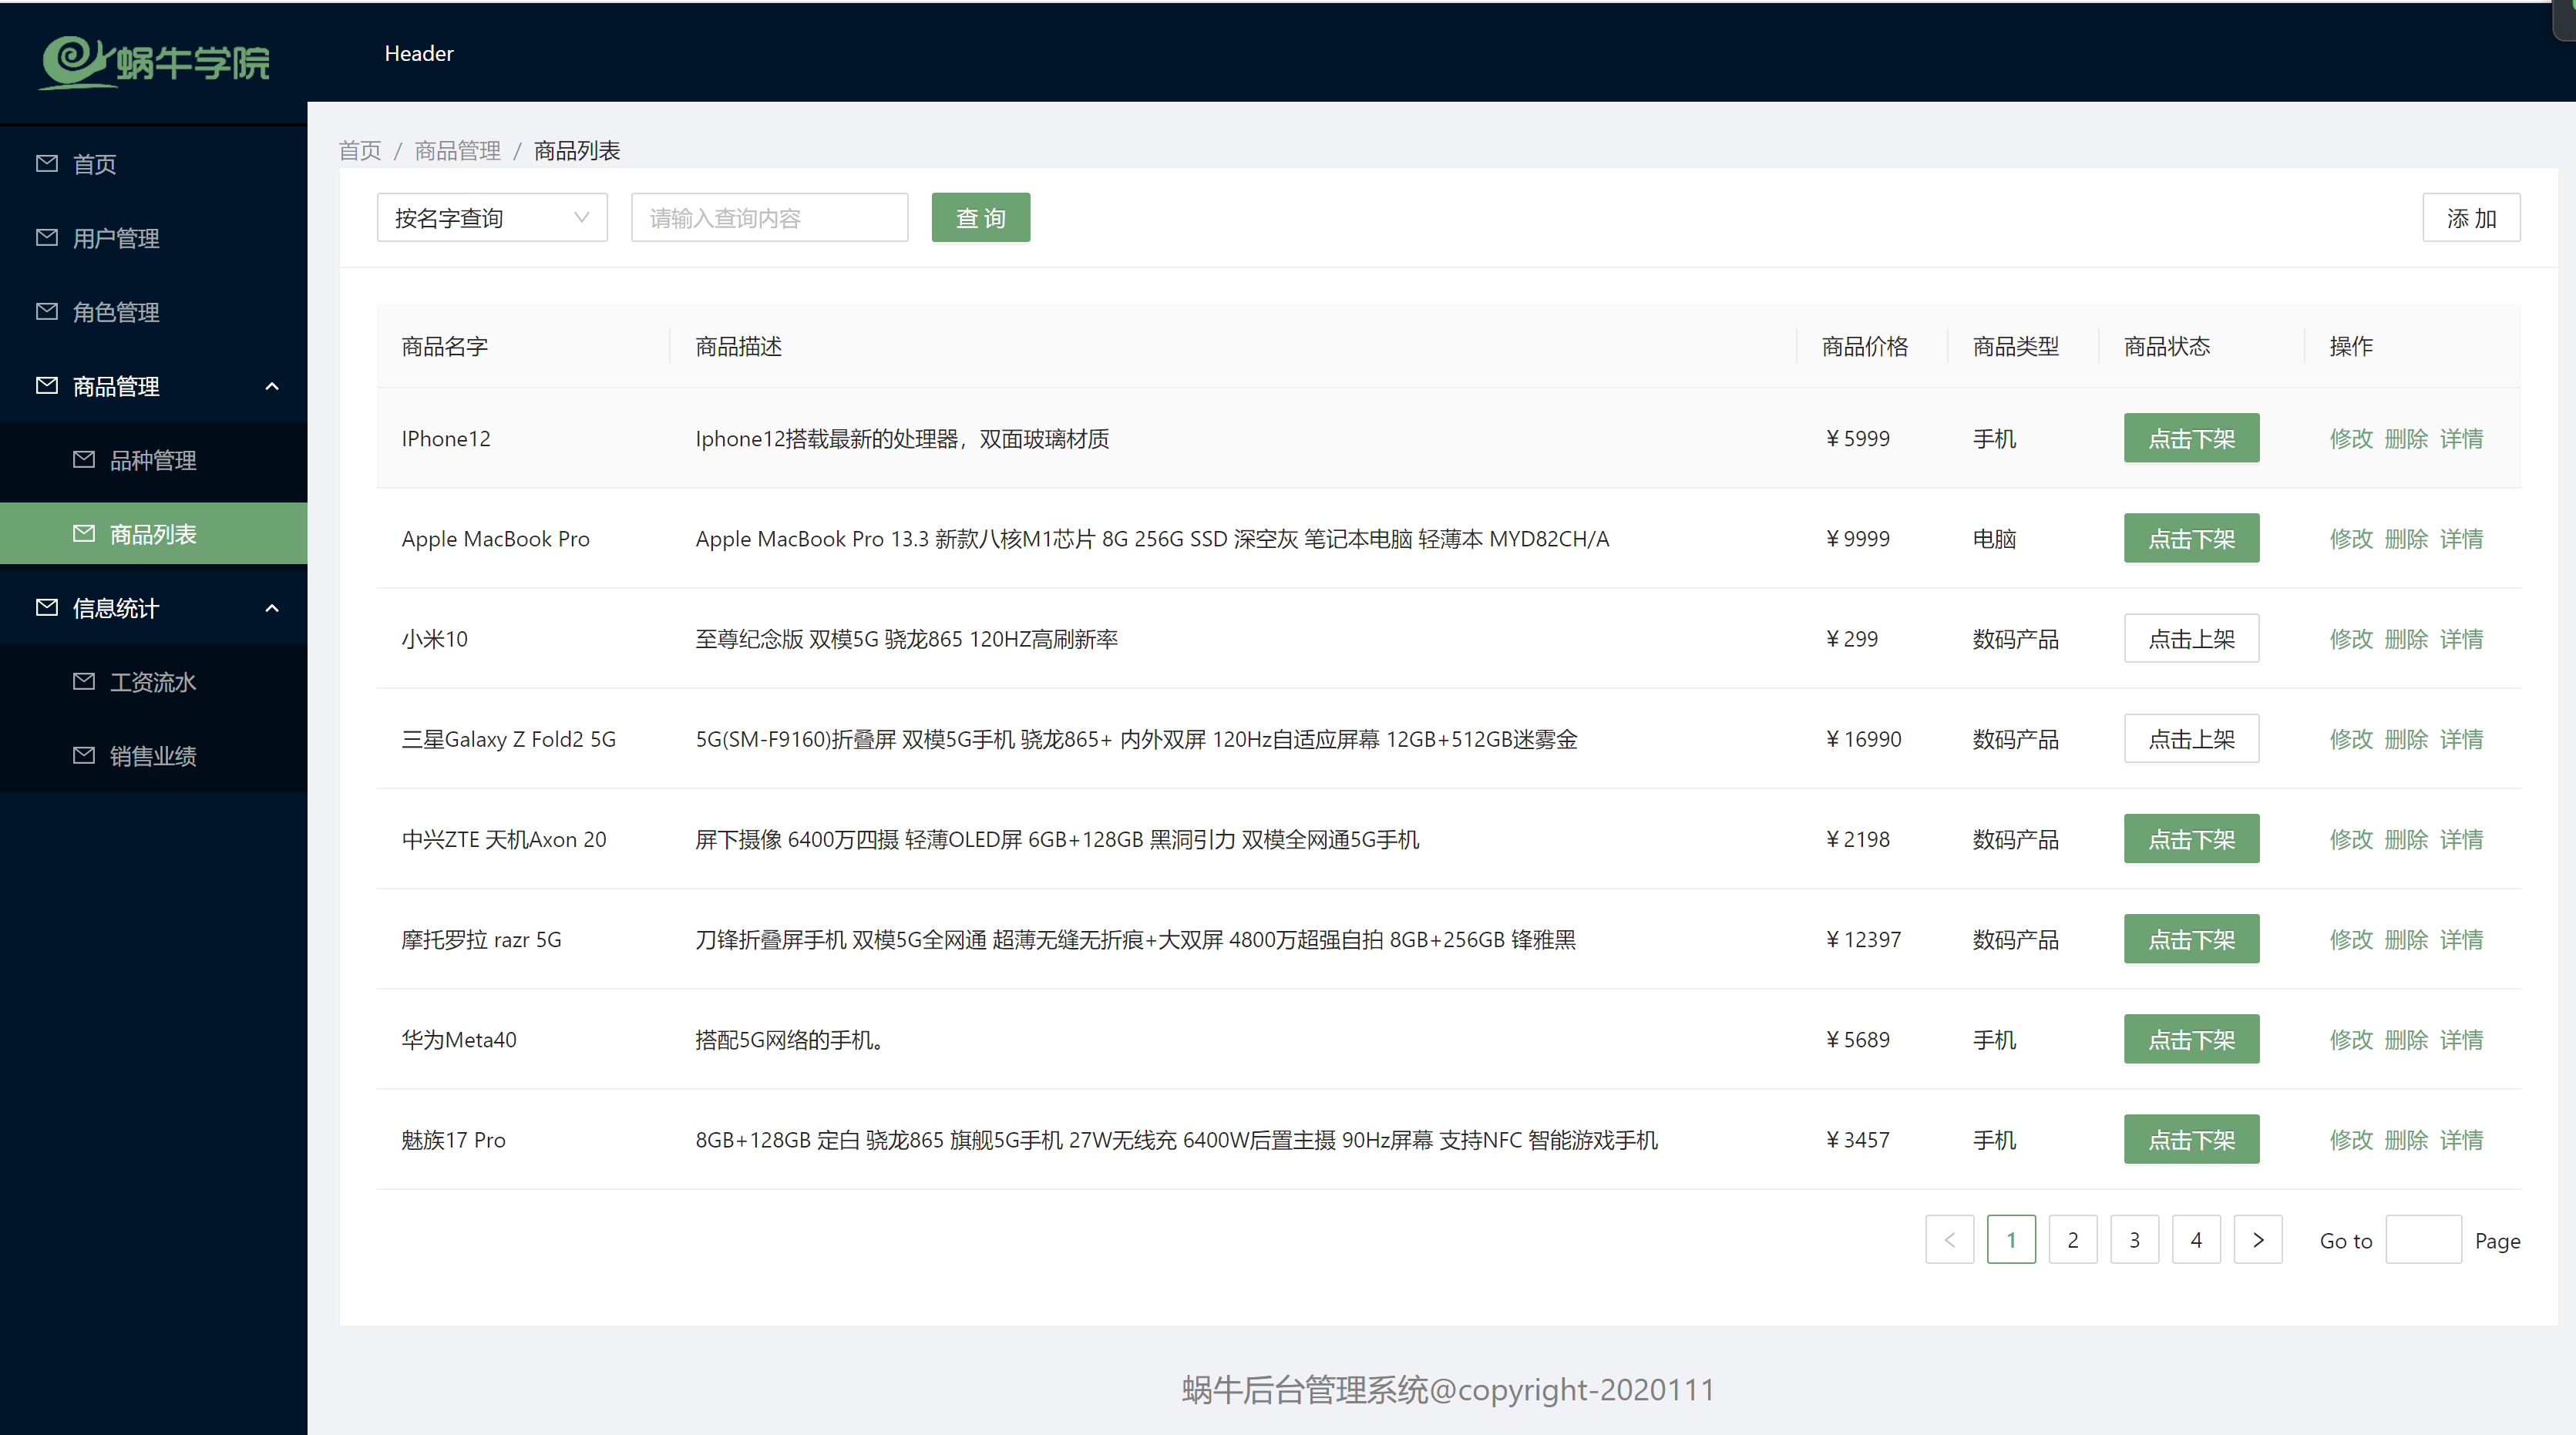 蜗牛学院
Header
首页
用户管理
角色管理
商品管理
品种管理
商品列表
信息统计
工资流水
销售业绩
首页 / 商品管理 / 商品列表
按名字查询 请输入查询内容 查 询 添 加
商品名字 商品描述 商品价格 商品类型 商品状态 操作
IPhone12 Iphone12搭载最新的处理器，双面玻璃材质 ￥5999 手机 点击下架 修改 删除 详情
Apple MacBook Pro Apple MacBook Pro 13.3 新款八核M1芯片 8G 256G SSD 深空灰 笔记本电脑 轻薄本 MYD82CH/A ￥9999 电脑 点击下架 修改 删除 详情
小米10 至尊纪念版 双模5G 骁龙865 120HZ高刷新率 ￥299 数码产品 点击上架 修改 删除 详情
三星Galaxy Z Fold2 5G 5G(SM-F9160)折叠屏 双模5G手机 骁龙865+ 内外双屏 120Hz自适应屏幕 12GB+512GB迷雾金 ￥16990 数码产品 点击上架 修改 删除 详情
中兴ZTE 天机Axon 20 屏下摄像 6400万四摄 轻薄OLED屏 6GB+128GB 黑洞引力 双模全网通5G手机 ￥2198 数码产品 点击下架 修改 删除 详情
摩托罗拉 razr 5G 刀锋折叠屏手机 双模5G全网通 超薄无缝无折痕+大双屏 4800万超强自拍 8GB+256GB 锋雅黑 ￥12397 数码产品 点击下架 修改 删除 详情
华为Meta40 搭配5G网络的手机。 ￥5689 手机 点击下架 修改 删除 详情
魅族17 Pro 8GB+128GB 定白 骁龙865 旗舰5G手机 27W无线充 6400W后置主摄 90Hz屏幕 支持NFC 智能游戏手机 ￥3457 手机 点击下架 修改 删除 详情
< 1 2 3 4 > Go to Page
蜗牛后台管理系统@copyright-2020111